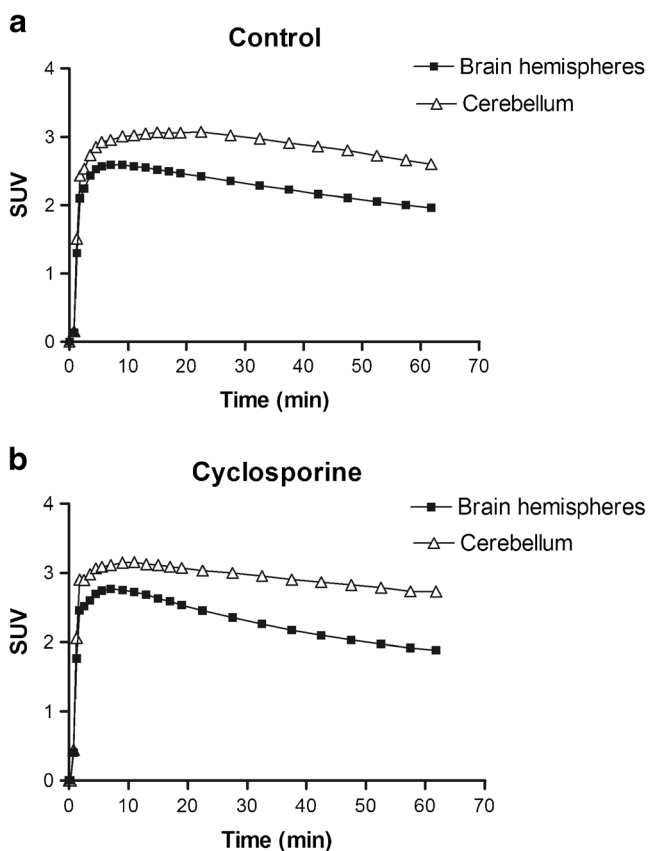 a
Control
Brain hemispheres
Cerebellum
SUV
4
3
2
1
0
0 10 20 30 40 50 60 70
Time (min)
b
Cyclosporine
Brain hemispheres
Cerebellum
SUV
4
3
2
1
0
0 10 20 30 40 50 60 70
Time (min)